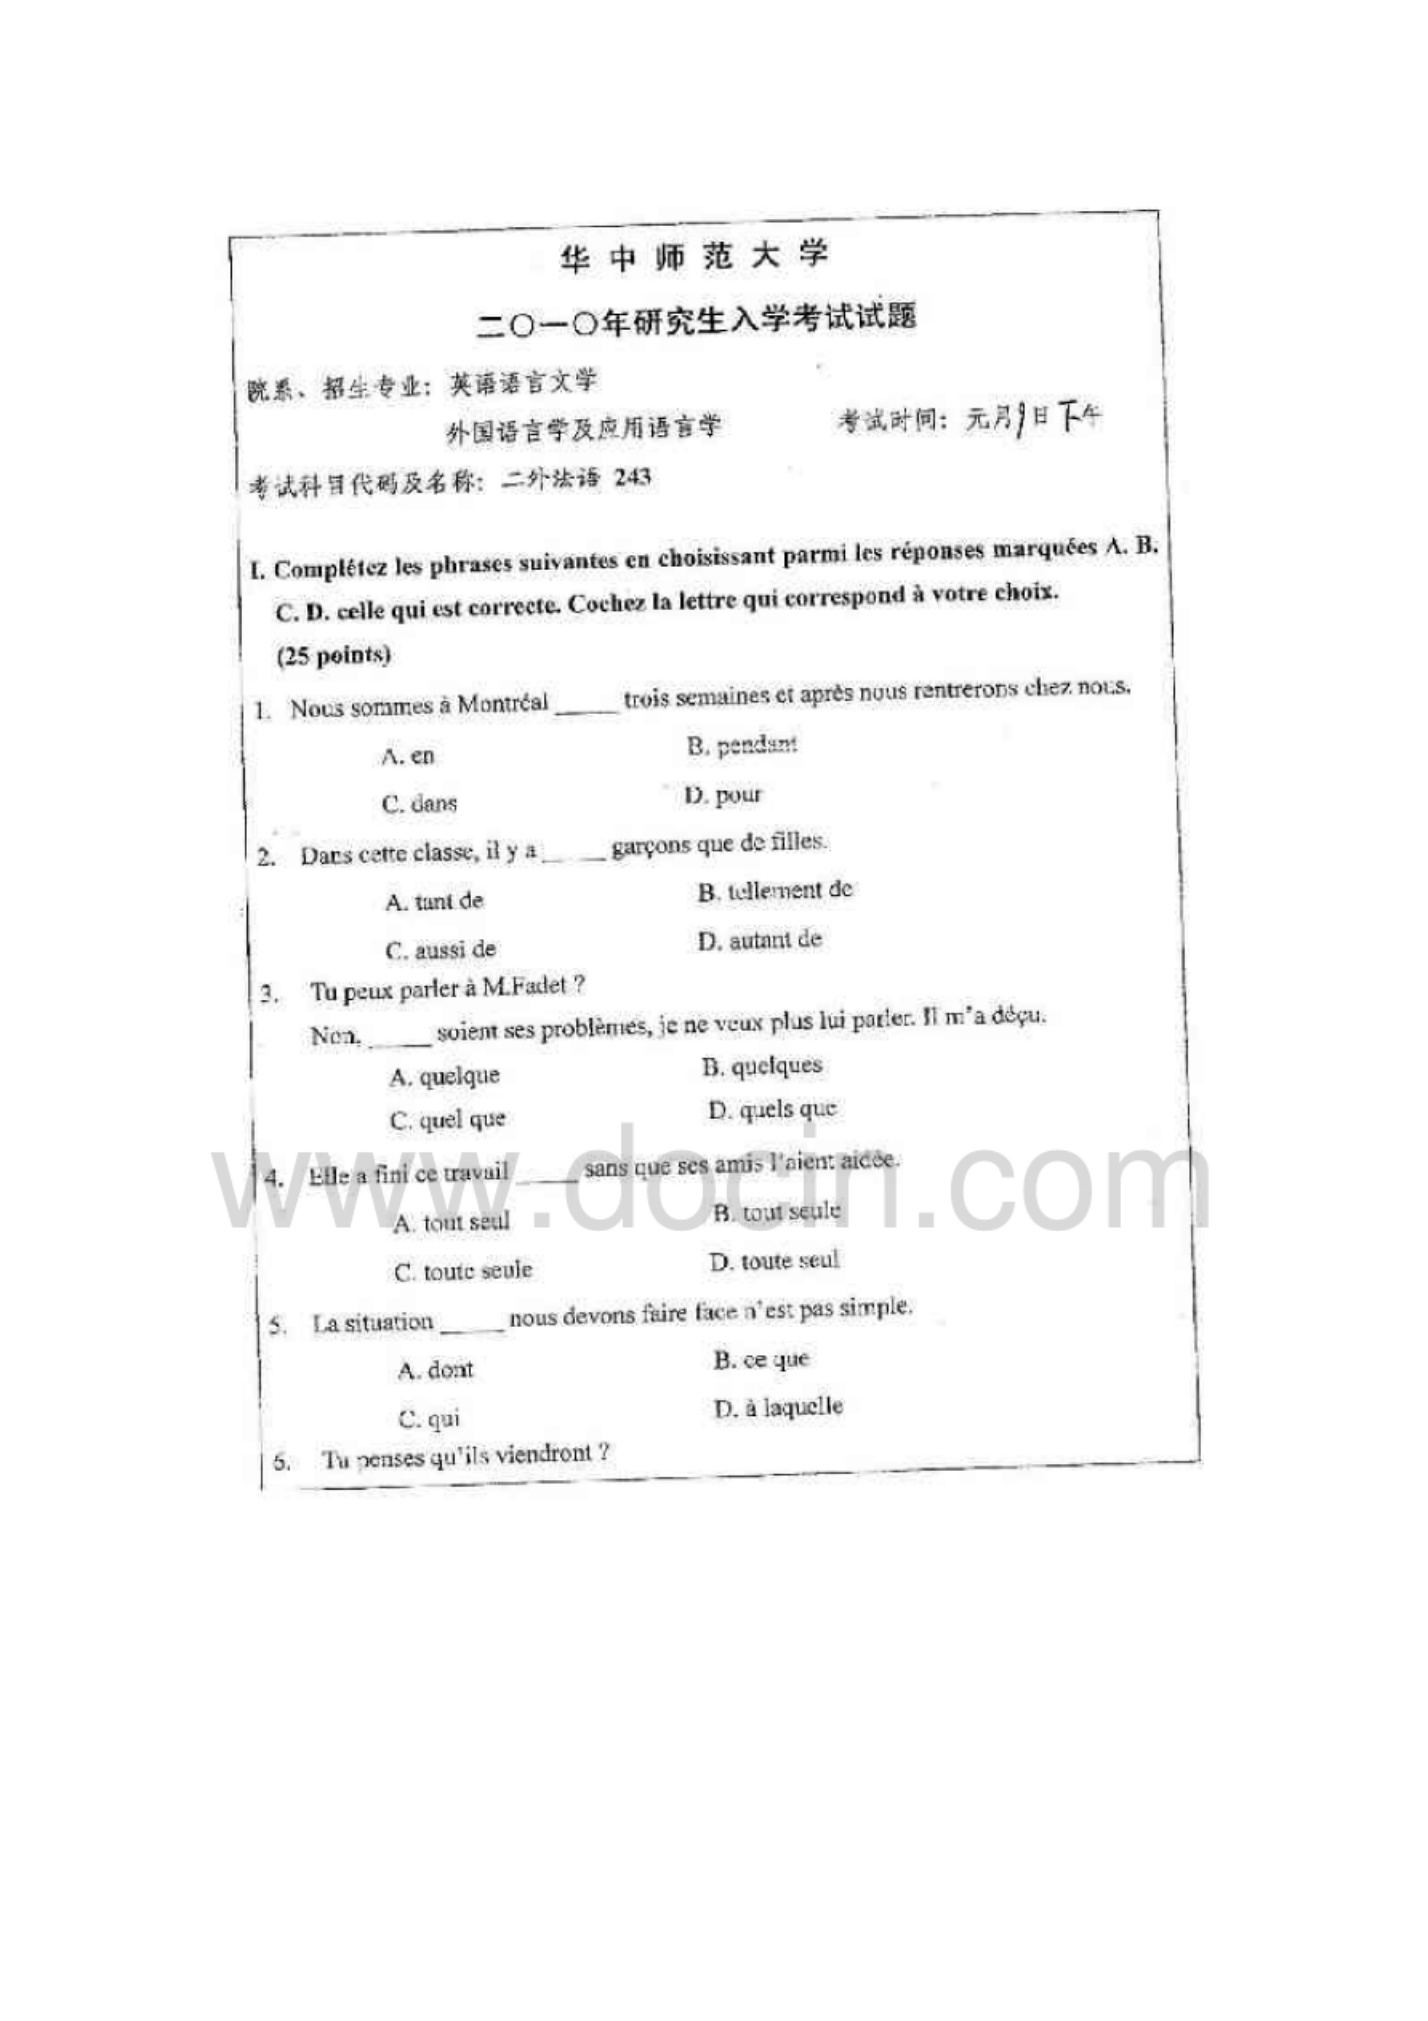 华中师范大学
二〇一〇年研究生入学考试试题
院系、招生专业：英语语言文学
外国语言学及应用语言学 考试时间：元月9日下午
考试科目代码及名称：二外法语 243
I. Complétez les phrases suivantes en choisissant parmi les réponses marquées A. B.
C. D. celle qui est correcte. Cochez la lettre qui correspond à votre choix.
(25 points)
1. Nous sommes à Montréal _____ trois semaines et après nous rentrerons chez nous.
A. en B. pendant
C. dans D. pour
2. Dans cette classe, il y a _____ garçons que de filles.
A. tant de B. tellement de
C. aussi de D. autant de
3. Tu peux parler à M.Fadet ?
Non, _____ soient ses problèmes, je ne veux plus lui parler. Il m'a déçu.
A. quelque B. quelques
C. quel que D. quels que
4. Elle a fini ce travail _____ sans que ses amis l'aient aidée.
A. tout seul B. tout seule
C. toute seule D. toute seul
5. La situation _____ nous devons faire face n'est pas simple.
A. dont B. ce que
C. qui D. à laquelle
6. Tu penses qu'ils viendront ?
www.docin.com